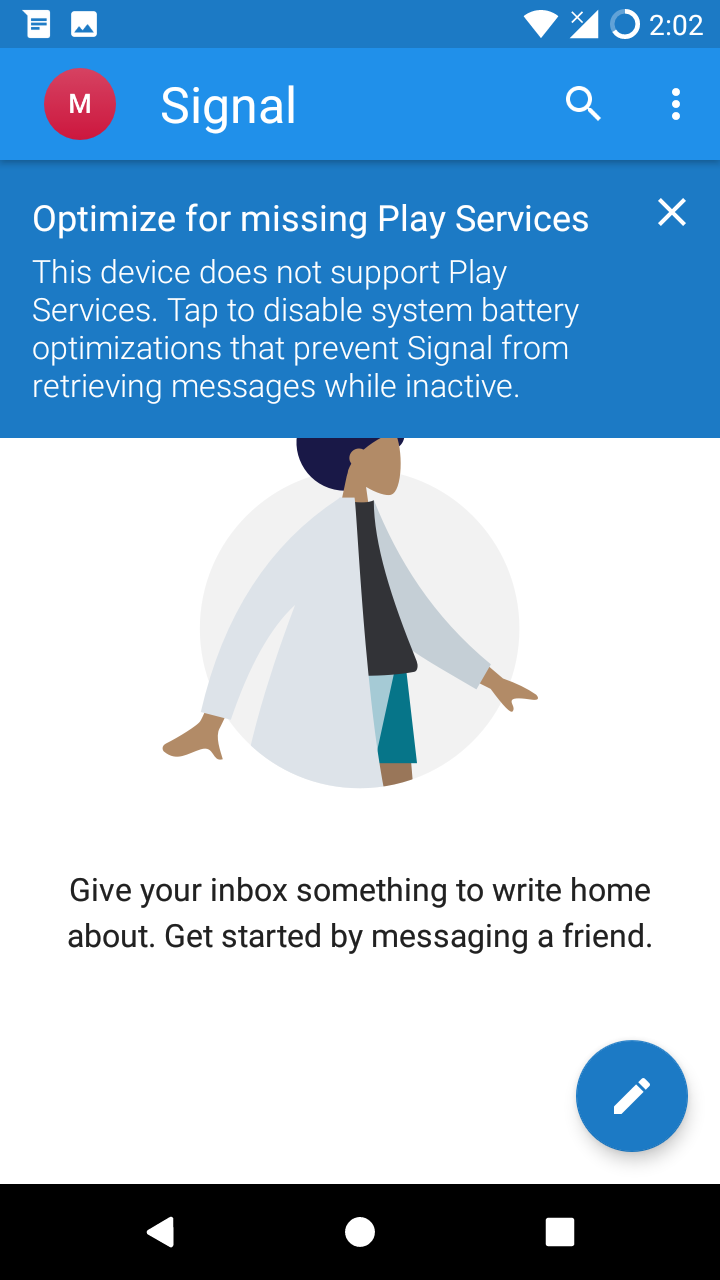 2:02
M
Signal
Optimize for missing Play Services
This device does not support Play
Services. Tap to disable system battery
optimizations that prevent Signal from
retrieving messages while inactive.
Give your inbox something to write home
about. Get started by messaging a friend.